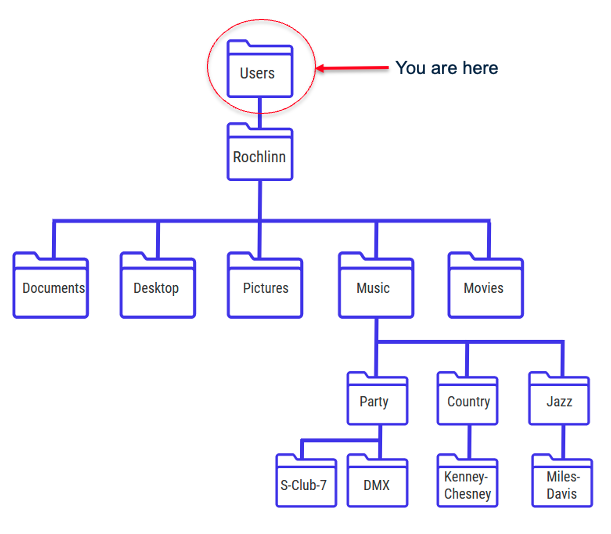 Users
You are here
Rochlinn
Documents
Desktop
Pictures
Music
Movies
Party
Country
Jazz
S-Club-7
DMX
Kenney-
Chesney
Miles-
Davis